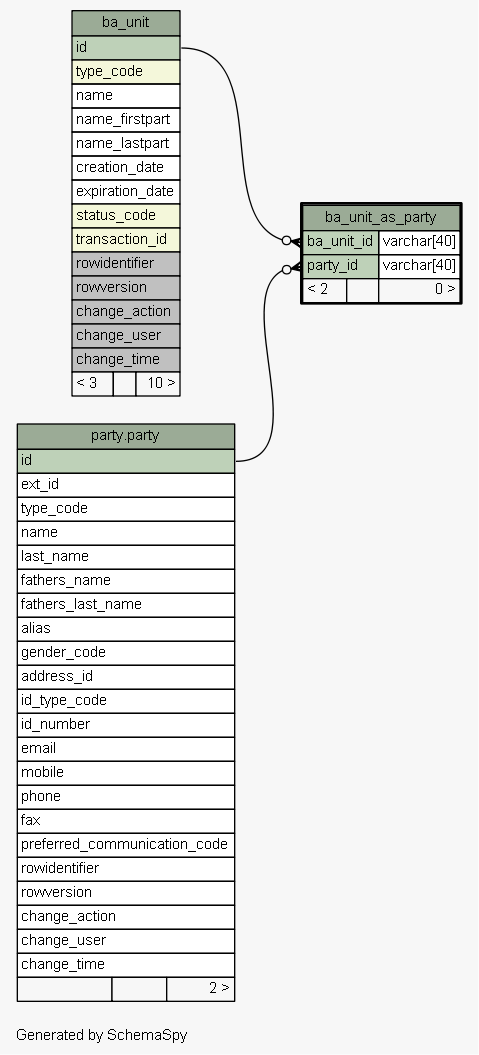 ba_unit
id
type_code
name
name_firstpart
name_lastpart
creation_date
expiration_date
status_code
transaction_id
rowidentifier
rowversion
change_action
change_user
change_time
< 3 10 >
ba_unit_as_party
ba_unit_id varchar[40]
party_id varchar[40]
< 2 0 >
party.party
id
ext_id
type_code
name
last_name
fathers_name
fathers_last_name
alias
gender_code
address_id
id_type_code
id_number
email
mobile
phone
fax
preferred_communication_code
rowidentifier
rowversion
change_action
change_user
change_time
2 >
Generated by SchemaSpy